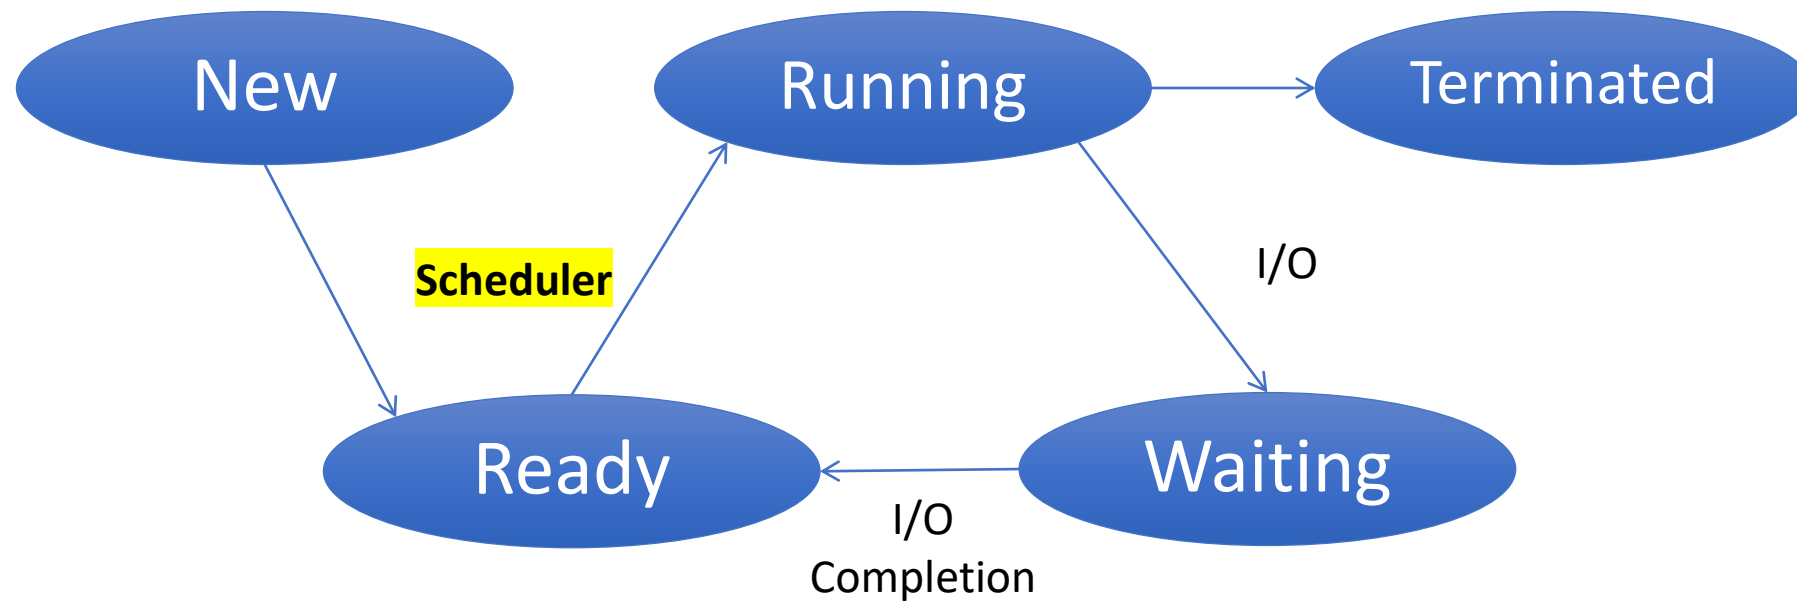 New
Running
Terminated
Scheduler
I/O
Ready
Waiting
I/O
Completion